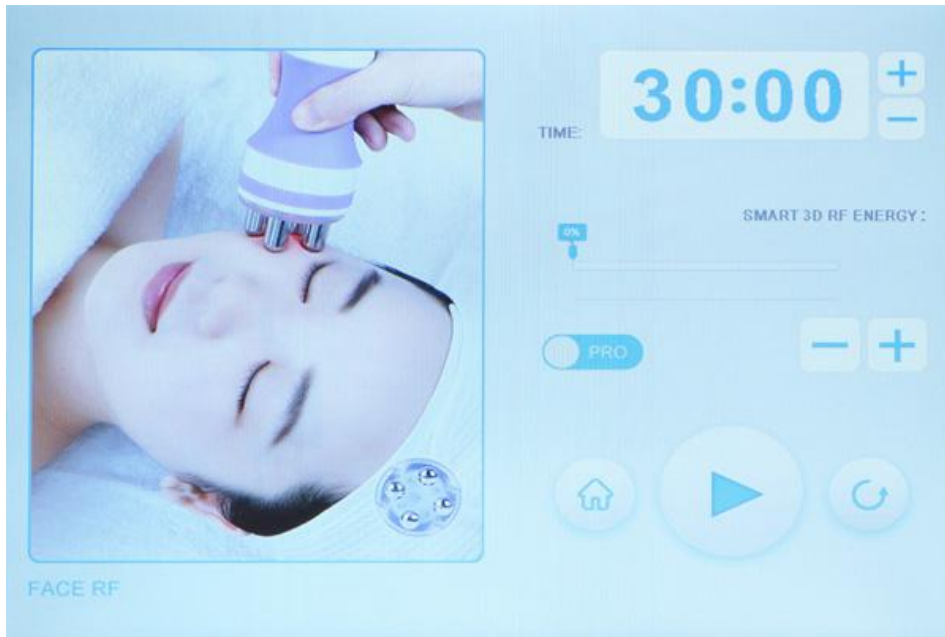 30:00
TIME:
SMART 3D RF ENERGY :
0%
PRO
FACE RF